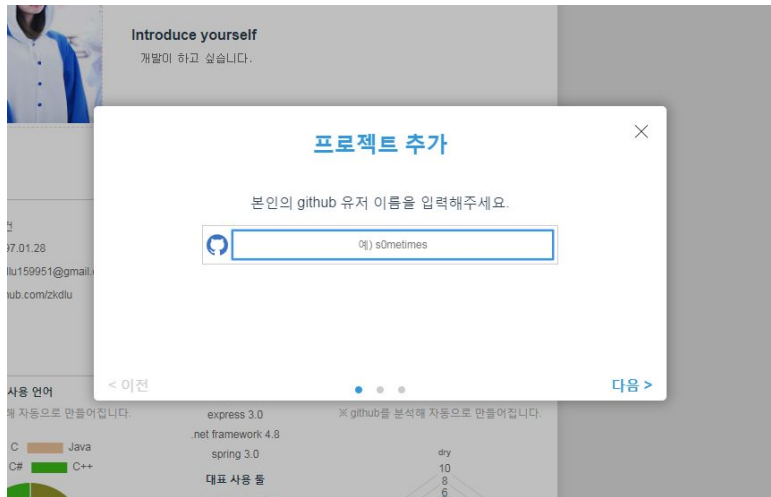 Introduce yourself
개발이 하고 싶습니다.
프로젝트 추가
본인의 github 유저 이름을 입력해주세요.
예) s0metimes
97.01.28
dlu159951@gmail.
hub.com/zkdlu
< 이전
다음 >
사용 언어
해 자동으로 만들어집니다.
C Java
C# C++
express 3.0
.net framework 4.8
spring 3.0
대표 사용 툴
※ github를 분석해 자동으로 만들어집니다.
dry
10
8
6